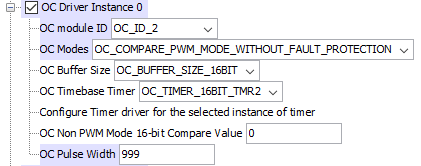 OC Driver Instance 0
OC module ID OC_ID_2
OC Modes OC_COMPARE_PWM_MODE_WITHOUT_FAULT_PROTECTION
OC Buffer Size OC_BUFFER_SIZE_16BIT
OC Timebase Timer OC_TIMER_16BIT_TMR2
Configure Timer driver for the selected instance of timer
OC Non PWM Mode 16-bit Compare Value 0
OC Pulse Width 999